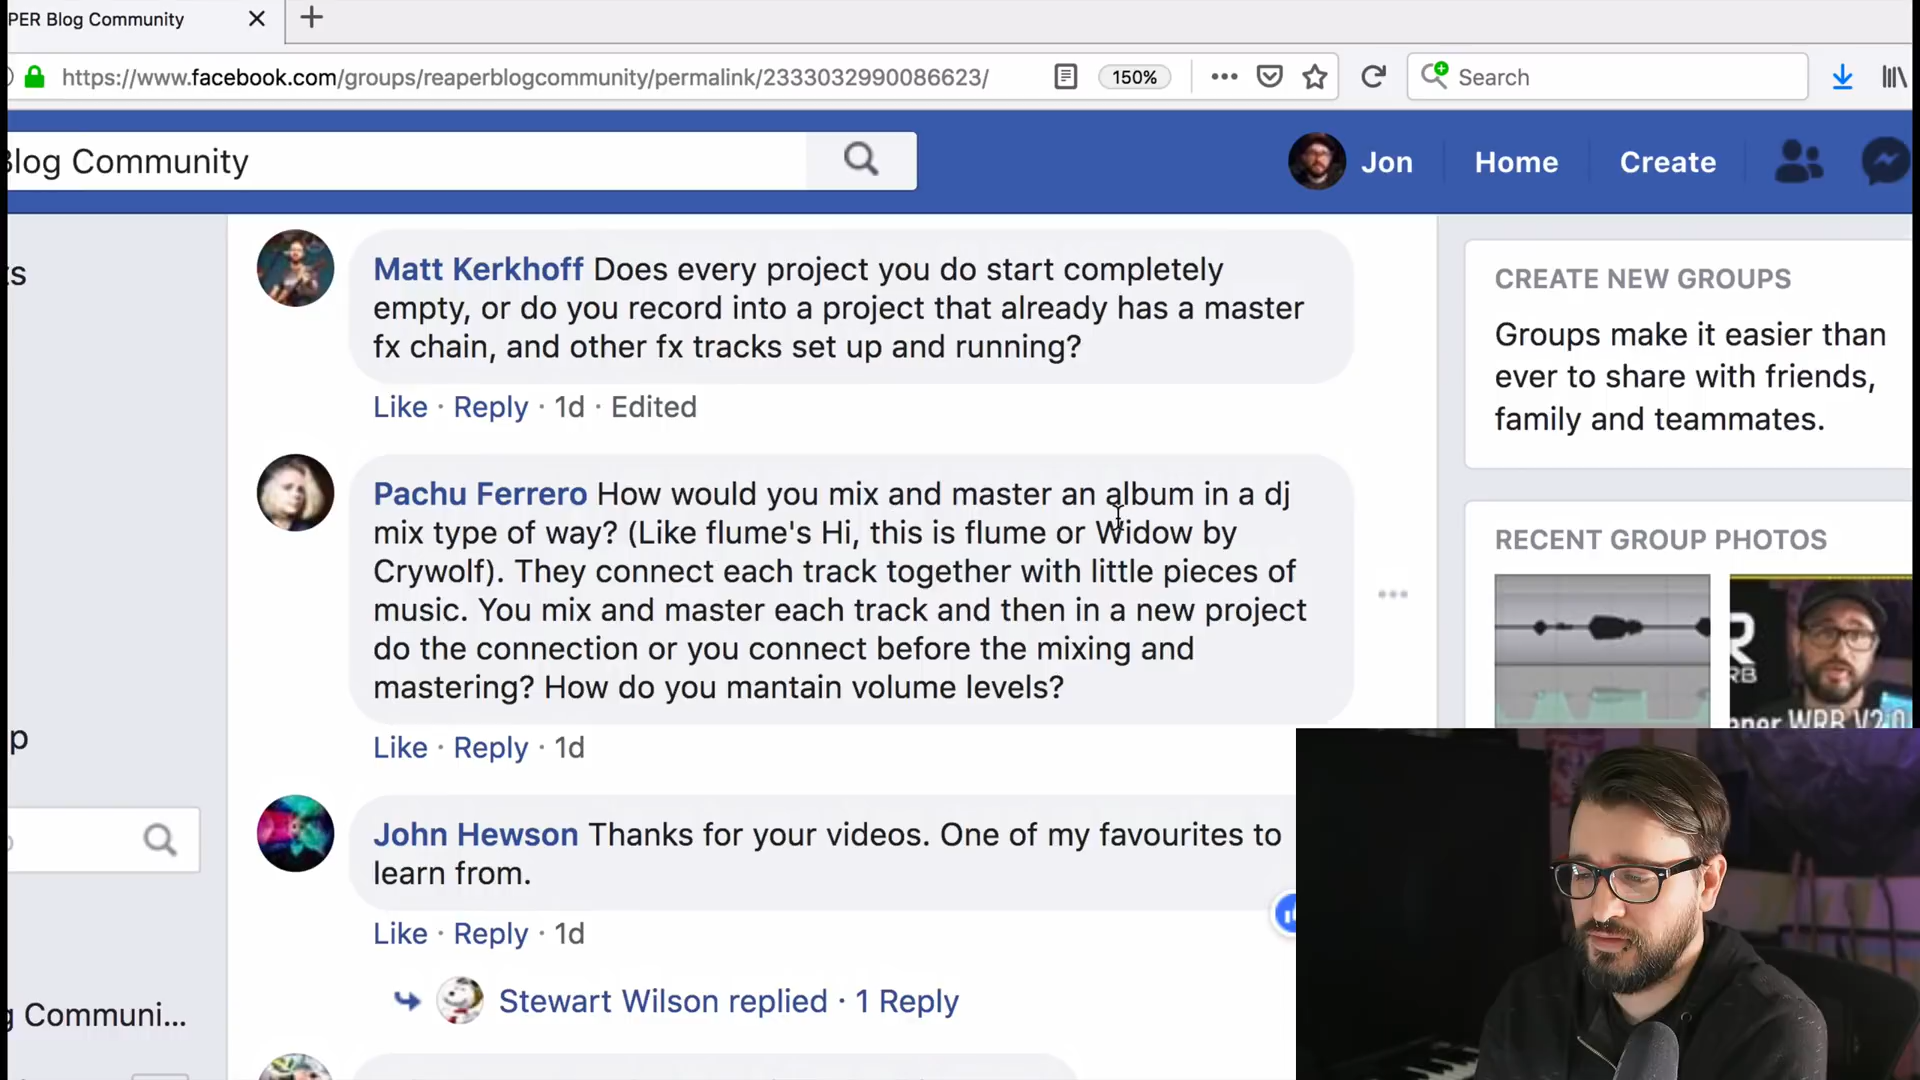 PER Blog Community
https://www.facebook.com/groups/reaperblogcommunity/permalink/2333032990086623/
150%
Search
Blog Community
Jon
Home
Create
ts
Matt Kerkhoff Does every project you do start completely
empty, or do you record into a project that already has a master
fx chain, and other fx tracks set up and running?
Like · Reply · 1d · Edited
Pachu Ferrero How would you mix and master an album in a dj
mix type of way? (Like flume's Hi, this is flume or Widow by
Crywolf). They connect each track together with little pieces of
music. You mix and master each track and then in a new project
do the connection or you connect before the mixing and
mastering? How do you mantain volume levels?
Like · Reply · 1d
John Hewson Thanks for your videos. One of my favourites to
learn from.
Like · Reply · 1d
Stewart Wilson replied · 1 Reply
p
g Communi...
CREATE NEW GROUPS
Groups make it easier than
ever to share with friends,
family and teammates.
RECENT GROUP PHOTOS
R
RB
WRB V2.0